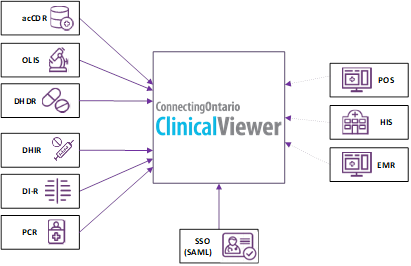 acCDR
OLIS
DHDR
DHIR
DI-R
PCR
ConnectingOntario
ClinicalViewer
POS
HIS
EMR
SSO
(SAML)